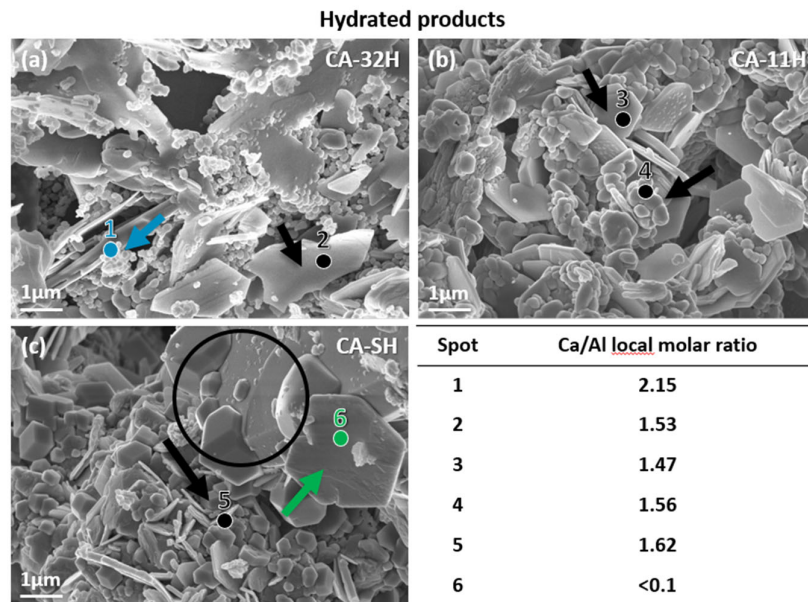 Hydrated products
(a) CA-32H
1
2
1µm
(b) CA-11H
3
4
1µm
(c) CA-SH
6
5
1µm
Spot Ca/Al local molar ratio
1 2.15
2 1.53
3 1.47
4 1.56
5 1.62
6 <0.1